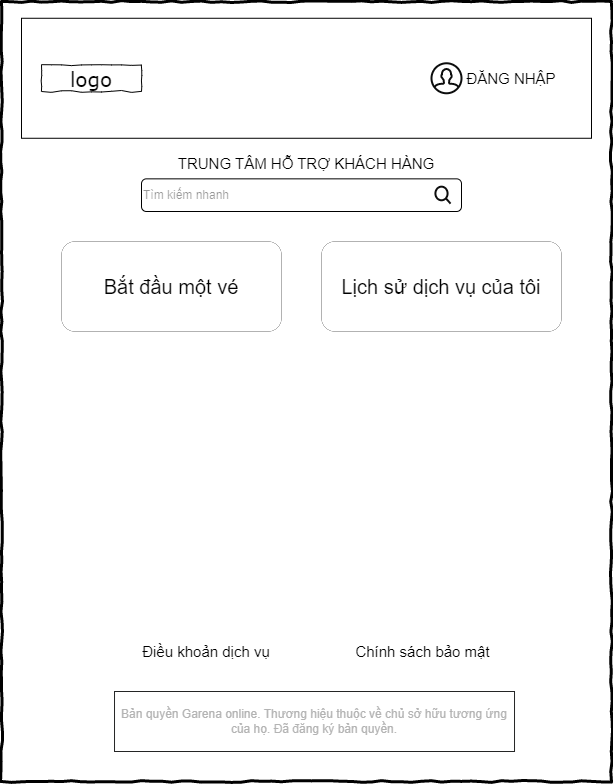 logo
ĐĂNG NHẬP
TRUNG TÂM HỖ TRỢ KHÁCH HÀNG
Tìm kiếm nhanh
Bắt đầu một vé
Lịch sử dịch vụ của tôi
Điều khoản dịch vụ
Chính sách bảo mật
Bản quyền Garena online. Thương hiệu thuộc về chủ sở hữu tương ứng
của họ. Đã đăng ký bản quyền.